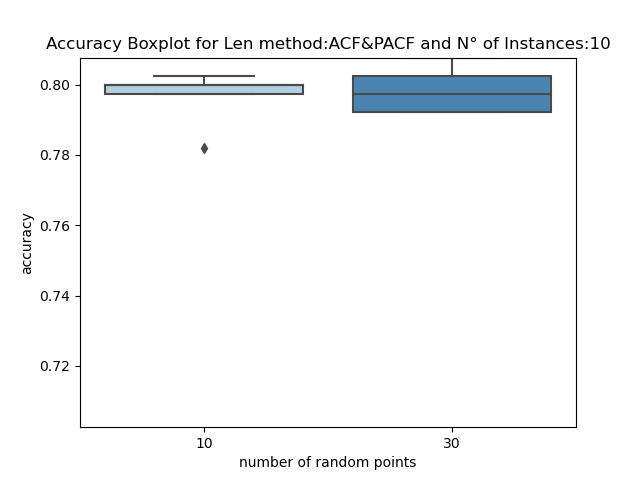 Accuracy Boxplot for Len method:ACF&PACF and N° of Instances:10
0.80
0.78
0.76
0.74
0.72
accuracy
10 30
number of random points